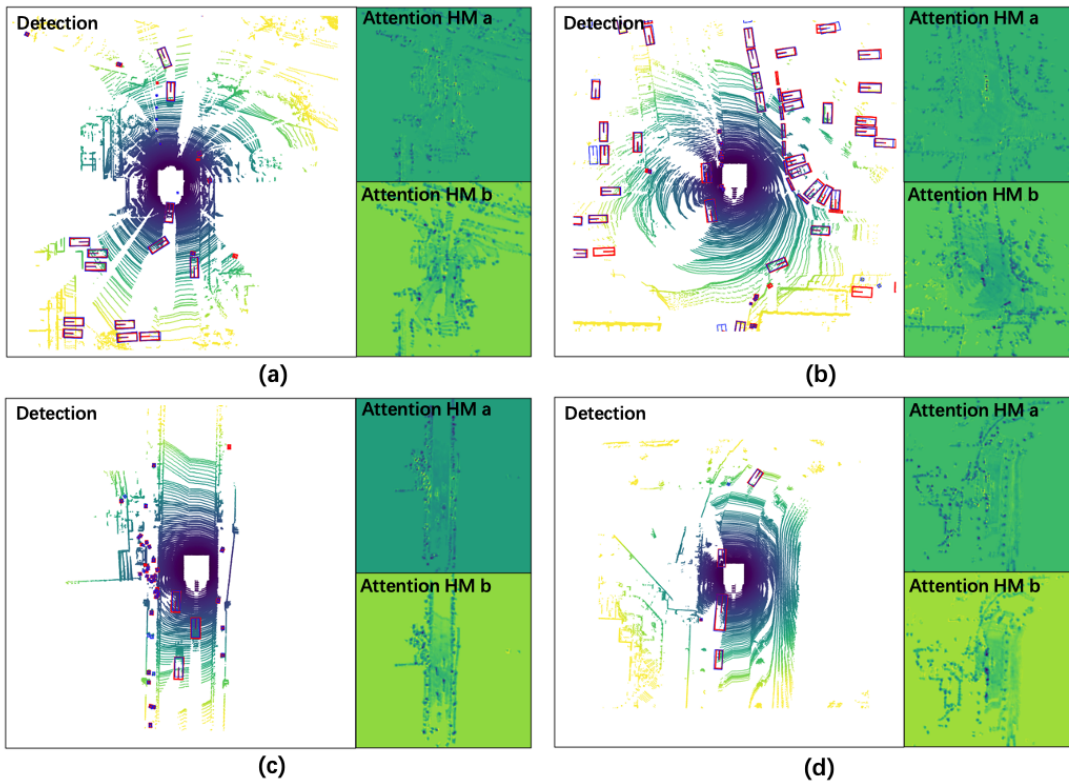 Detection
Attention HM a
Attention HM b
(a)
Detection
Attention HM a
Attention HM b
(b)
Detection
Attention HM a
Attention HM b
(c)
Detection
Attention HM a
Attention HM b
(d)